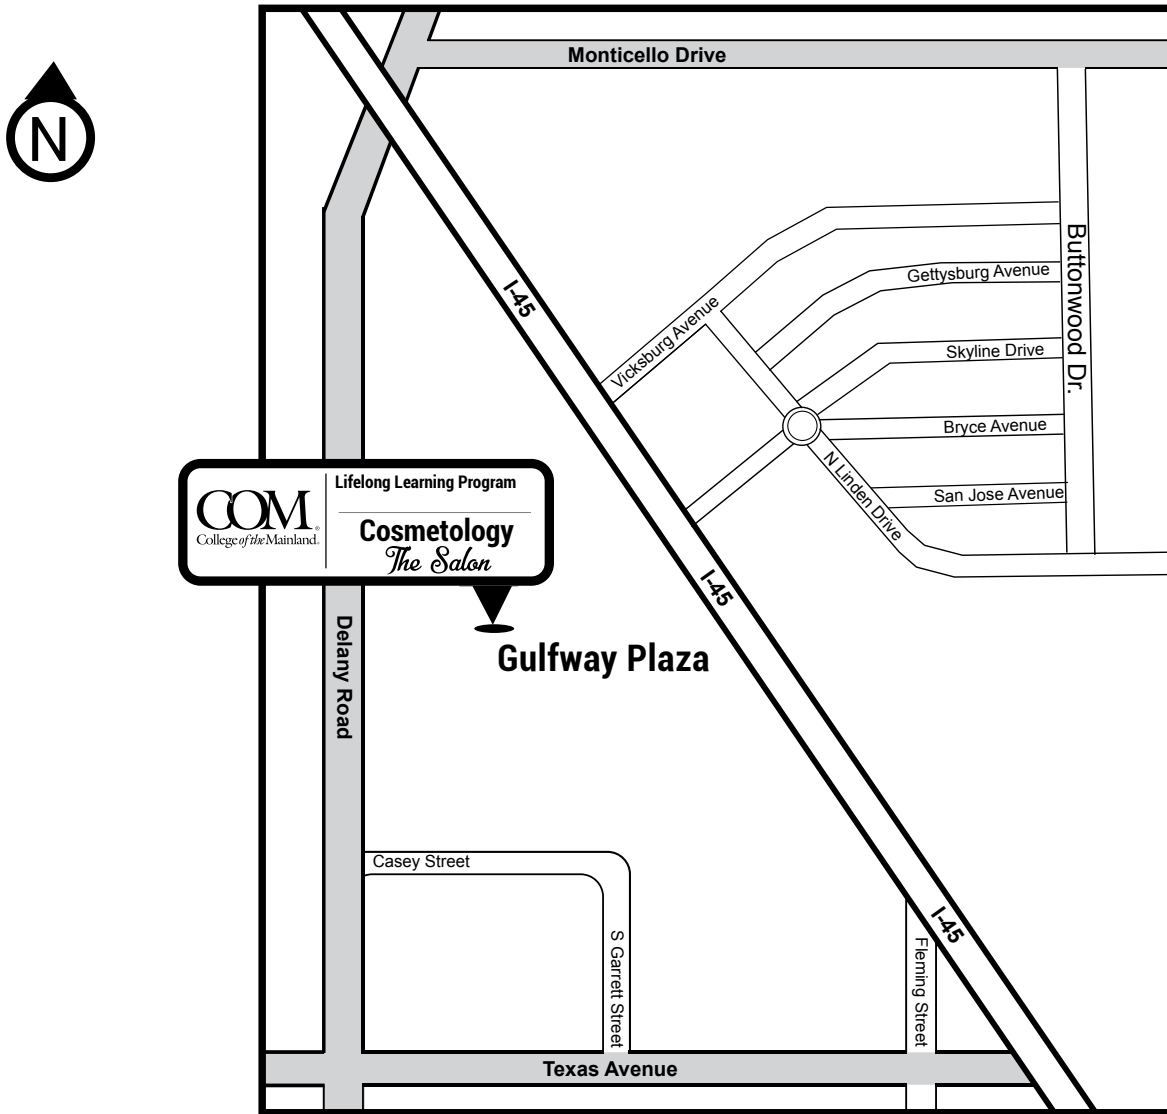 Monticello Drive
N
Buttonwood Dr.
Gettysburg Avenue
I-45
Vicksburg Avenue
Skyline Drive
Bryce Avenue
N Linden Drive
San Jose Avenue
COM®
College of the Mainland®
Lifelong Learning Program
Cosmetology
The Salon
I-45
Delany Road
Gulfway Plaza
Casey Street
I-45
S Garrett Street
Fleming Street
Texas Avenue